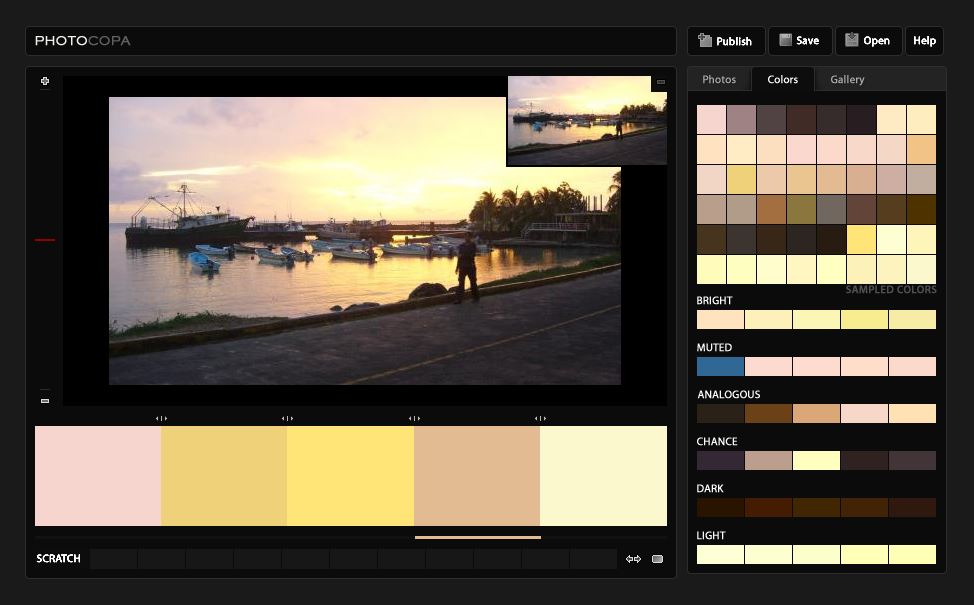 PHOTOCOPA
Publish
Save
Open
Help
Photos
Colors
Gallery
SAMPLED COLORS
BRIGHT
MUTED
ANALOGOUS
CHANCE
DARK
LIGHT
SCRATCH